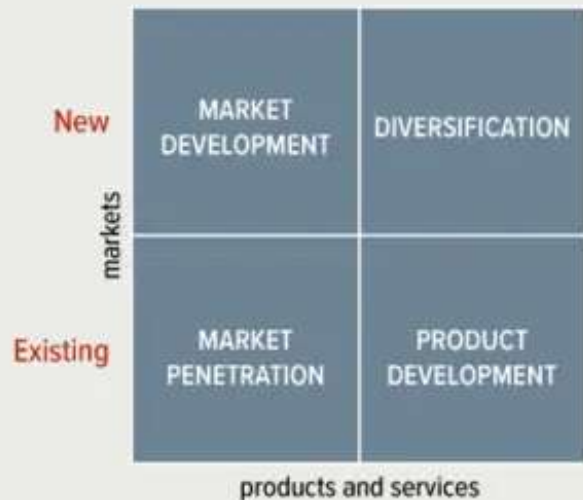 New
MARKET
DEVELOPMENT
DIVERSIFICATION
markets
Existing
MARKET
PENETRATION
PRODUCT
DEVELOPMENT
products and services